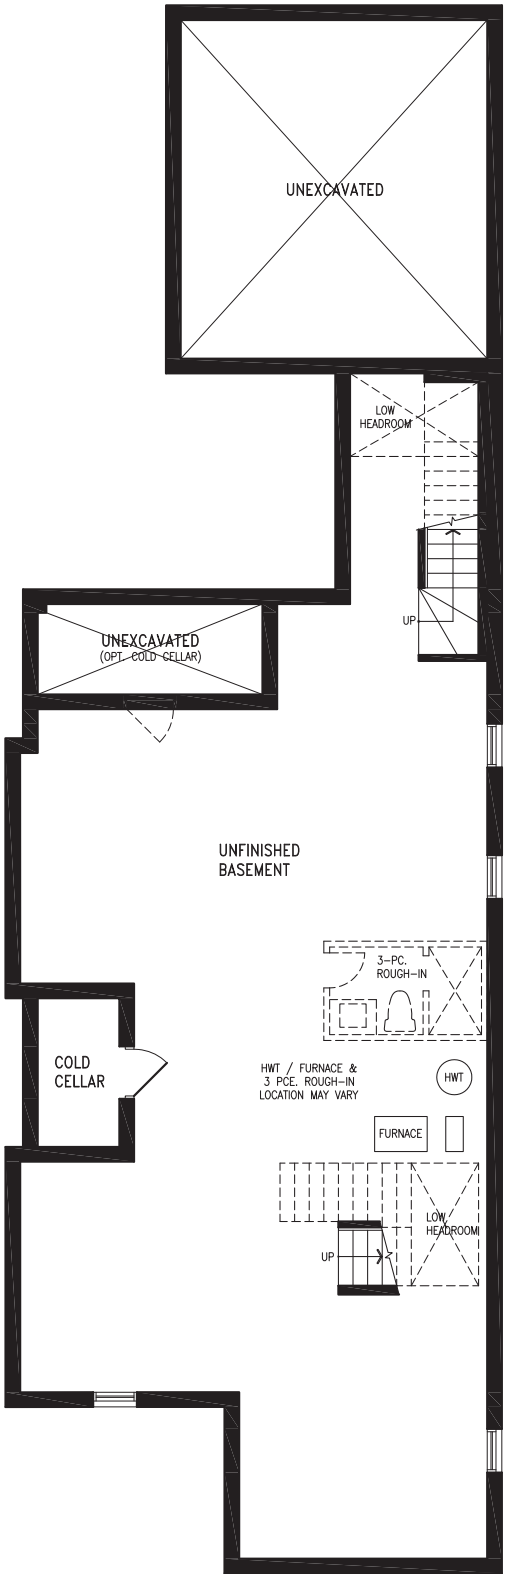 UNEXCAVATED
LOW
HEADROOM
UP
UNEXCAVATED
(OPT. COLD CELLAR)
UNFINISHED
BASEMENT
3-PC.
ROUGH-IN
COLD
CELLAR
HWT / FURNACE &
3 PCE. ROUGH-IN
LOCATION MAY VARY
HWT
FURNACE
LOW
HEADROOM
UP